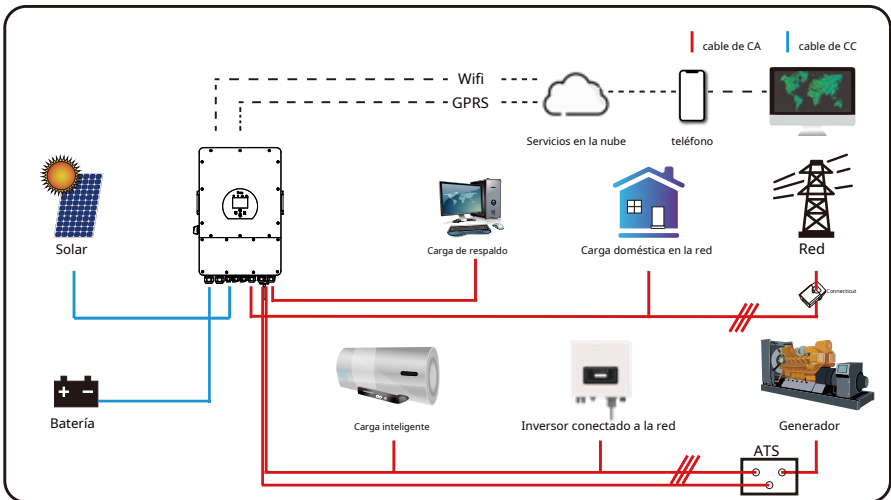 cable de CA
cable de CC
Wifi
GPRS
Servicios en la nube
teléfono
Solar
Carga de respaldo
Carga doméstica en la red
Red
Connecticut
Batería
Carga inteligente
Inversor conectado a la red
Generador
ATS